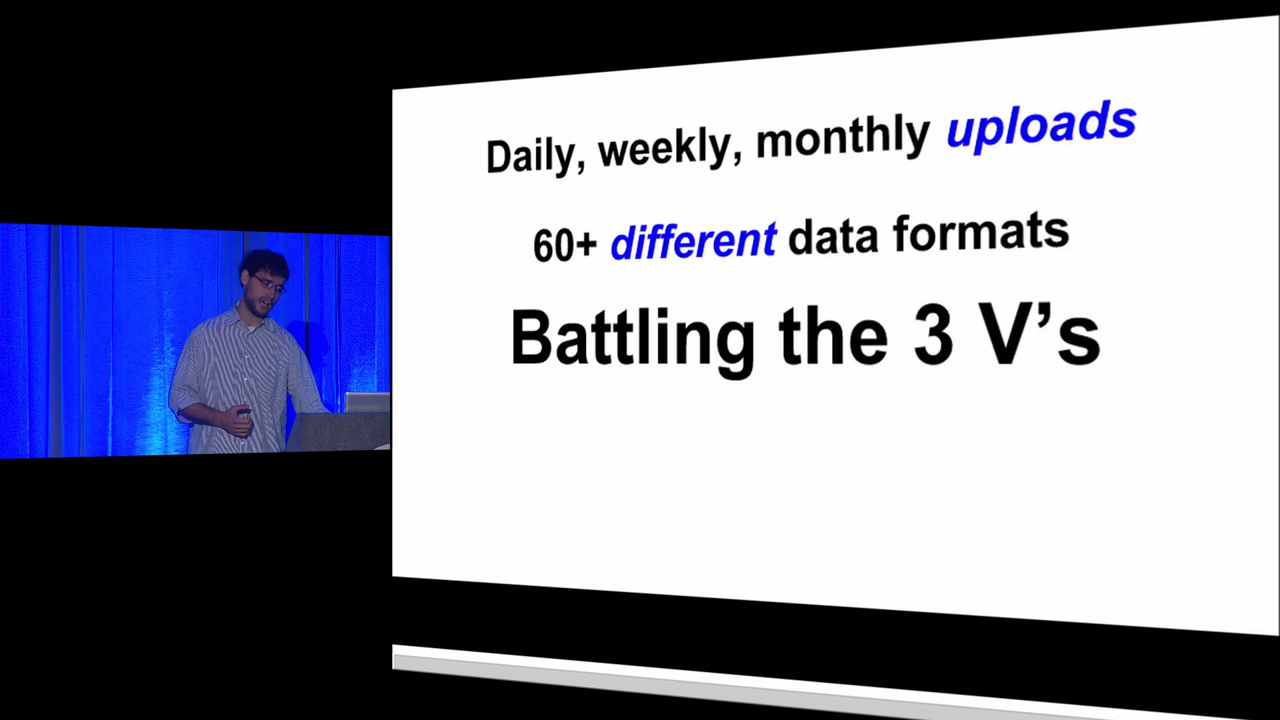 Daily, weekly, monthly uploads
60+ different data formats
Battling the 3 V’s